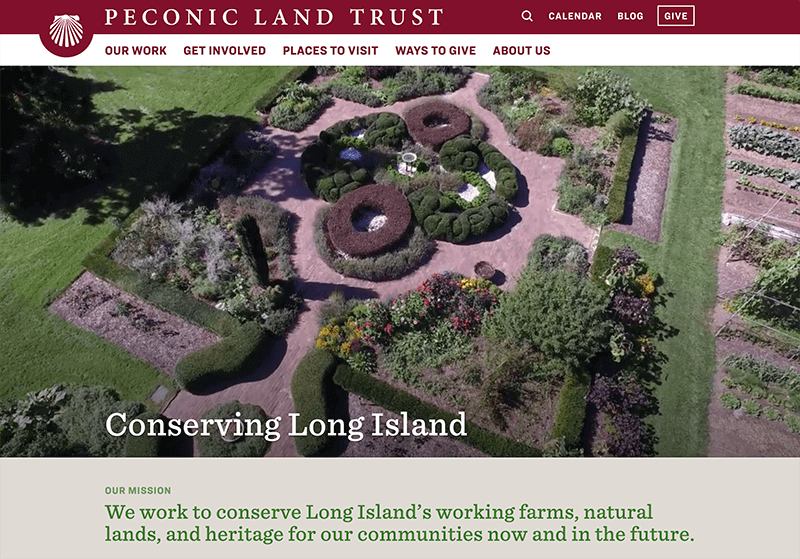 PECONIC LAND TRUST
CALENDAR BLOG GIVE
OUR WORK GET INVOLVED PLACES TO VISIT WAYS TO GIVE ABOUT US
Conserving Long Island
OUR MISSION
We work to conserve Long Island’s working farms, natural
lands, and heritage for our communities now and in the future.